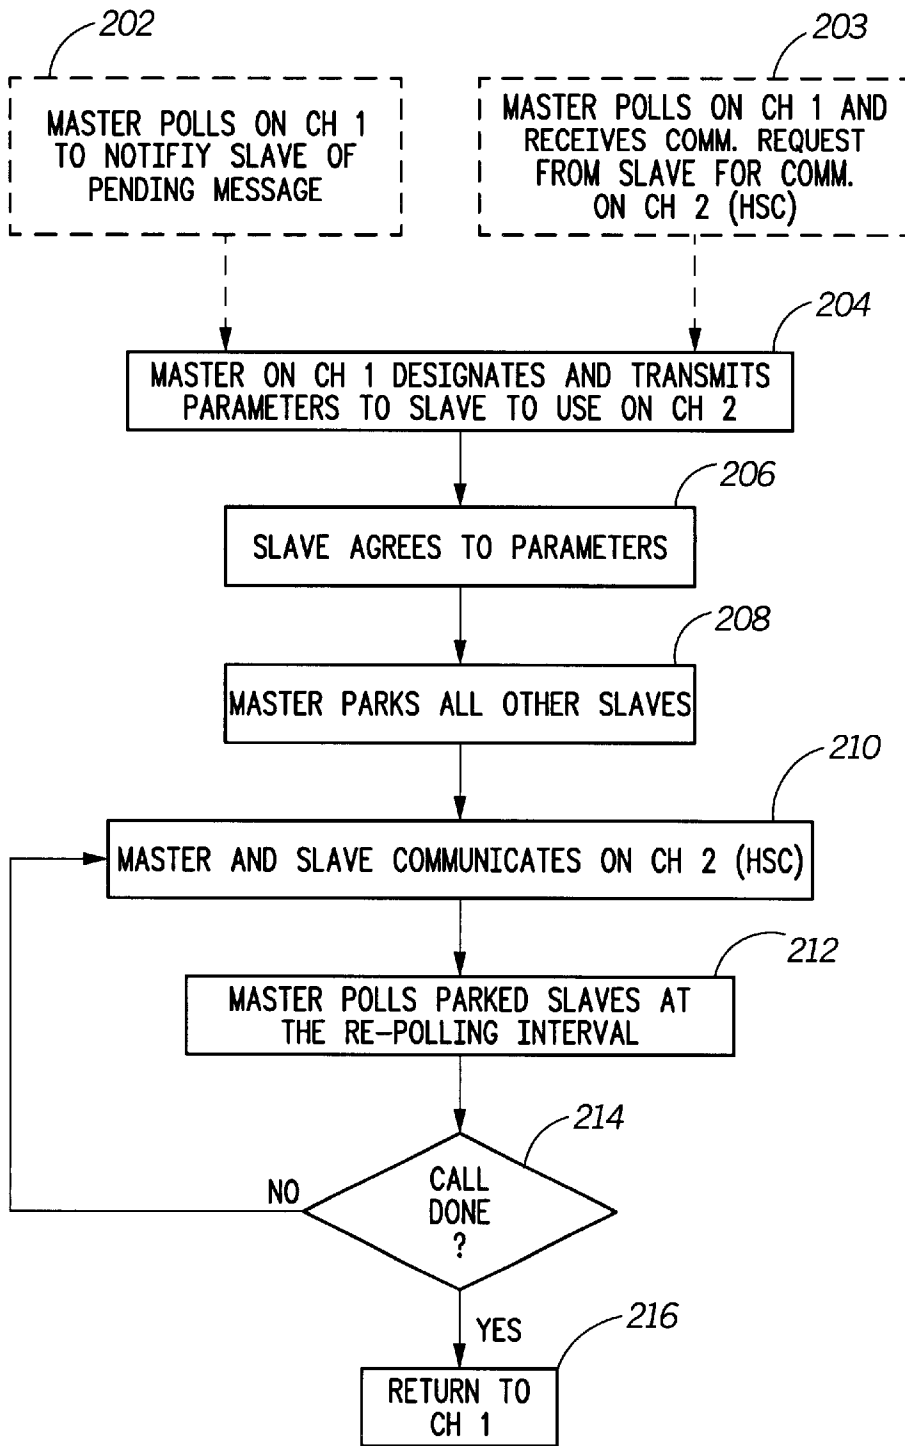 202
MASTER POLLS ON CH 1
TO NOTIFIY SLAVE OF
PENDING MESSAGE
203
MASTER POLLS ON CH 1 AND
RECEIVES COMM. REQUEST
FROM SLAVE FOR COMM.
ON CH 2 (HSC)
204
MASTER ON CH 1 DESIGNATES AND TRANSMITS
PARAMETERS TO SLAVE TO USE ON CH 2
206
SLAVE AGREES TO PARAMETERS
208
MASTER PARKS ALL OTHER SLAVES
210
MASTER AND SLAVE COMMUNICATES ON CH 2 (HSC)
212
MASTER POLLS PARKED SLAVES AT
THE RE-POLLING INTERVAL
214
CALL
DONE
?
NO
YES
216
RETURN TO
CH 1